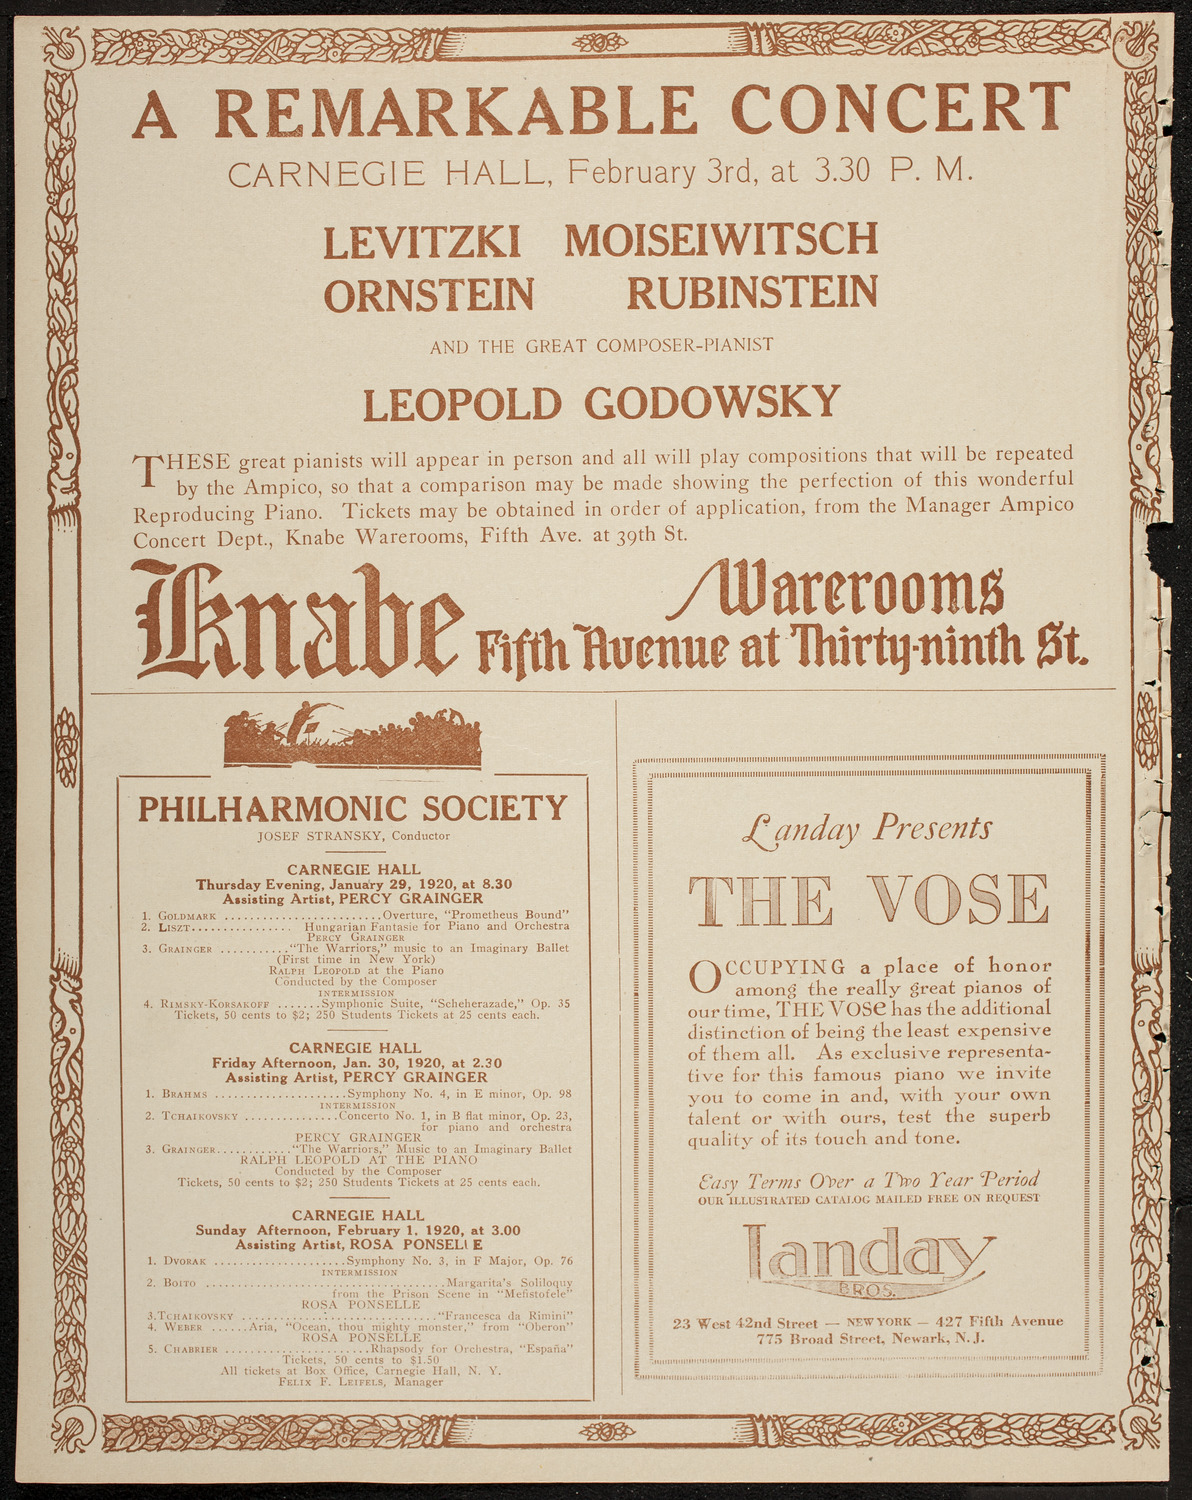 A REMARKABLE CONCERT
CARNEGIE HALL, February 3rd, at 3.30 P. M.
LEVITZKI MOISEIWITSCH
ORNSTEIN RUBINSTEIN
AND THE GREAT COMPOSER-PIANIST
LEOPOLD GODOWSKY
THESE great pianists will appear in person and all will play compositions that will be repeated
by the Ampico, so that a comparison may be made showing the perfection of this wonderful
Reproducing Piano. Tickets may be obtained in order of application, from the Manager Ampico
Concert Dept., Knabe Warerooms, Fifth Ave. at 39th St.
Knabe Warerooms
Fifth Avenue at Thirty-ninth St.
PHILHARMONIC SOCIETY
JOSEF STRANSKY, Conductor
CARNEGIE HALL
Thursday Evening, January 29, 1920, at 8.30
Assisting Artist, PERCY GRAINGER
1. GOLDMARK ........................Overture, "Prometheus Bound"
2. LISZT................ Hungarian Fantasie for Piano and Orchestra
PERCY GRAINGER
3. GRAINGER ..........."The Warriors," music to an Imaginary Ballet
(First time in New York)
RALPH LEOPOLD at the Piano
Conducted by the Composer
INTERMISSION
4. RIMSKY-KORSAKOFF .......Symphonic Suite, "Scheherazade," Op. 35
Tickets, 50 cents to $2; 250 Students Tickets at 25 cents each.
CARNEGIE HALL
Friday Afternoon, Jan. 30, 1920, at 2.30
Assisting Artist, PERCY GRAINGER
1. BRAHMS .....................Symphony No. 4, in E minor, Op. 98
INTERMISSION
2. TCHAIKOVSKY ...............Concerto No. 1, in B flat minor, Op. 23,
for piano and orchestra
PERCY GRAINGER
3. GRAINGER............"The Warriors," Music to an Imaginary Ballet
RALPH LEOPOLD AT THE PIANO
Conducted by the Composer
Tickets, 50 cents to $2; 250 Students Tickets at 25 cents each.
CARNEGIE HALL
Sunday Afternoon, February 1, 1920, at 3.00
Assisting Artist, ROSA PONSELLE
1. DVORAK .....................Symphony No. 3, in F Major, Op. 76
INTERMISSION
2. BOITO ......................................Margarita's Soliloquy
from the Prison Scene in "Mefistofele"
ROSA PONSELLE
3.TCHAIKOVSKY ..............................."Francesca da Rimini"
4. WEBER ......Aria, "Ocean, thou mighty monster," from "Oberon"
ROSA PONSELLE
5. CHABRIER .......................Rhapsody for Orchestra, "España"
Tickets, 50 cents to $1.50
All tickets at Box Office, Carnegie Hall, N. Y.
FELIX F. LEIFELS, Manager
Landay Presents
THE VOSE
OCCUPYING a place of honor
among the really great pianos of
our time, THE VOSE has the additional
distinction of being the least expensive
of them all. As exclusive representa-
tive for this famous piano we invite
you to come in and, with your own
talent or with ours, test the superb
quality of its touch and tone.
Easy Terms Over a Two Year Period
OUR ILLUSTRATED CATALOG MAILED FREE ON REQUEST
Landay
BROS.
23 West 42nd Street — NEW YORK — 427 Fifth Avenue
775 Broad Street, Newark, N. J.